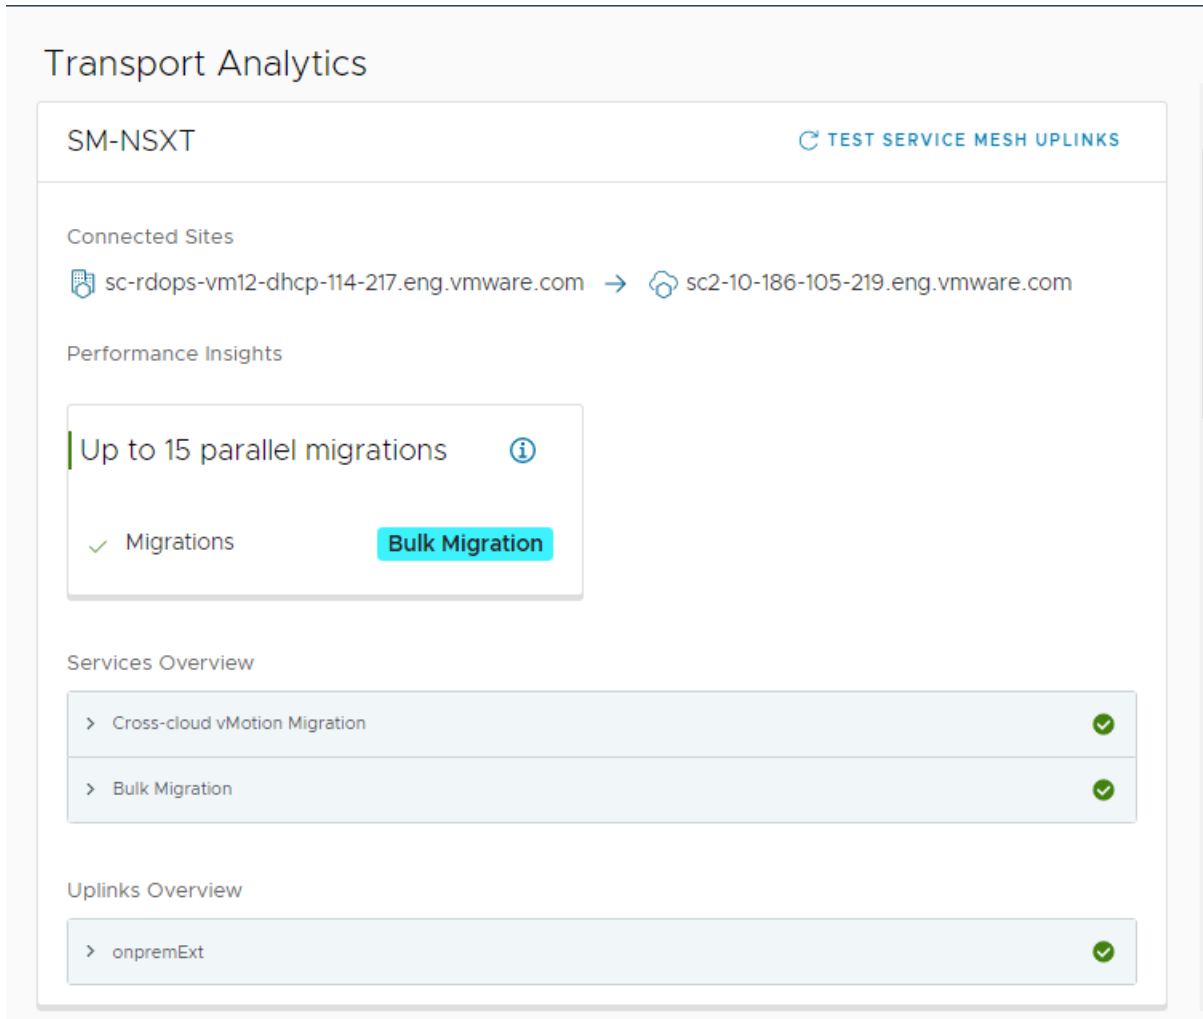 Transport Analytics
SM-NSXT
TEST SERVICE MESH UPLINKS
Connected Sites
sc-rdops-vm12-dhcp-114-217.eng.vmware.com → sc2-10-186-105-219.eng.vmware.com
Performance Insights
Up to 15 parallel migrations
Migrations
Bulk Migration
Services Overview
Cross-cloud vMotion Migration
Bulk Migration
Uplinks Overview
onpremExt